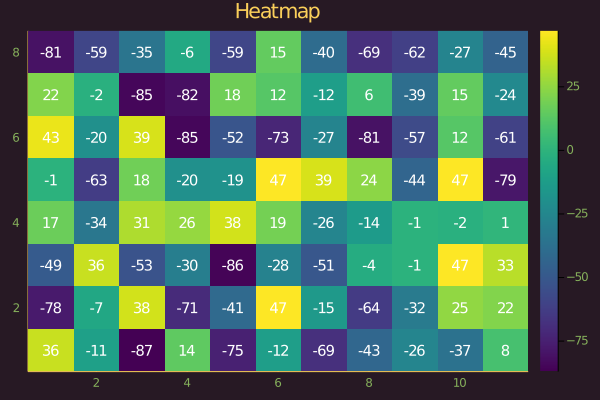 Heatmap
8 -81 -59 -35 -6 -59 15 -40 -69 -62 -27 -45
22 -2 -85 -82 18 12 -12 6 -39 15 -24 25
6 43 -20 39 -85 -52 -73 -27 -81 -57 12 -61 0
-1 -63 18 -20 -19 47 39 24 -44 47 -79
4 17 -34 31 26 38 19 -26 -14 -1 -2 1 −25
-49 36 -53 -30 -86 -28 -51 -4 -1 47 33 −50
2 -78 -7 38 -71 -41 47 -15 -64 -32 25 22
36 -11 -87 14 -75 -12 -69 -43 -26 -37 8 −75
2 4 6 8 10